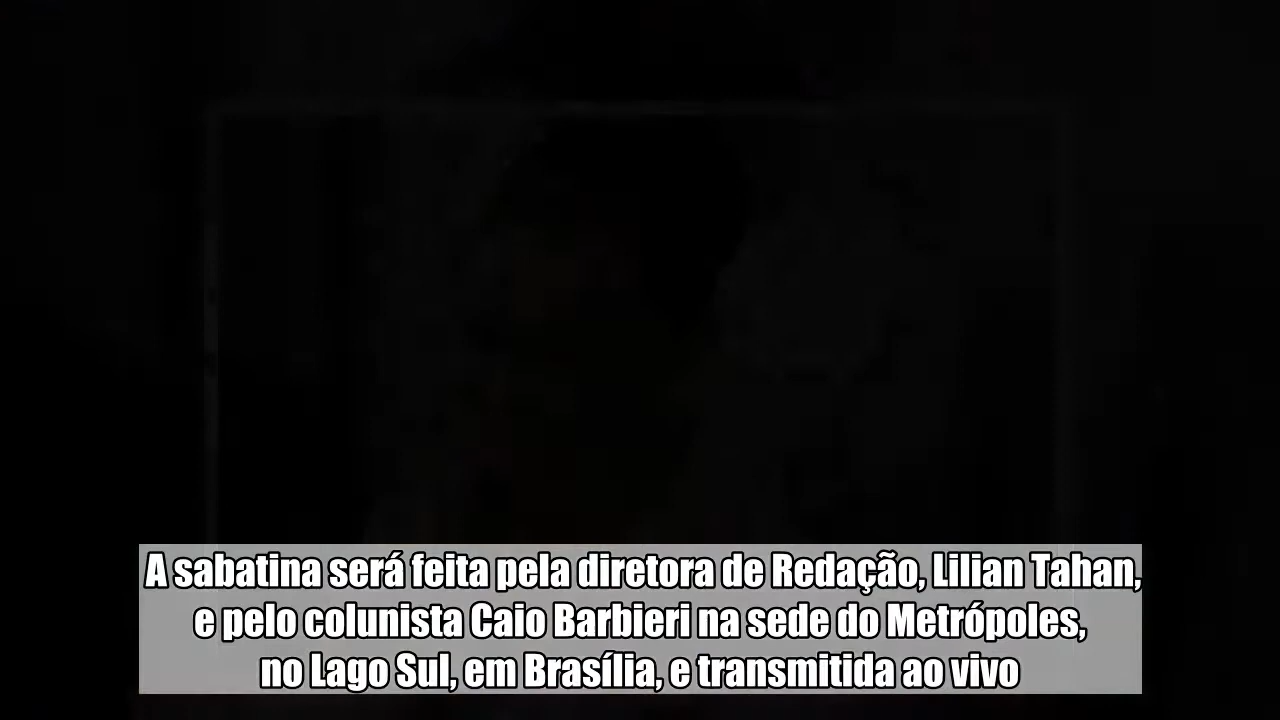 A sabatina será feita pela diretora de Redação, Lilian Tahan,
e pelo colunista Caio Barbieri na sede do Metrópoles,
no Lago Sul, em Brasília, e transmitida ao vivo